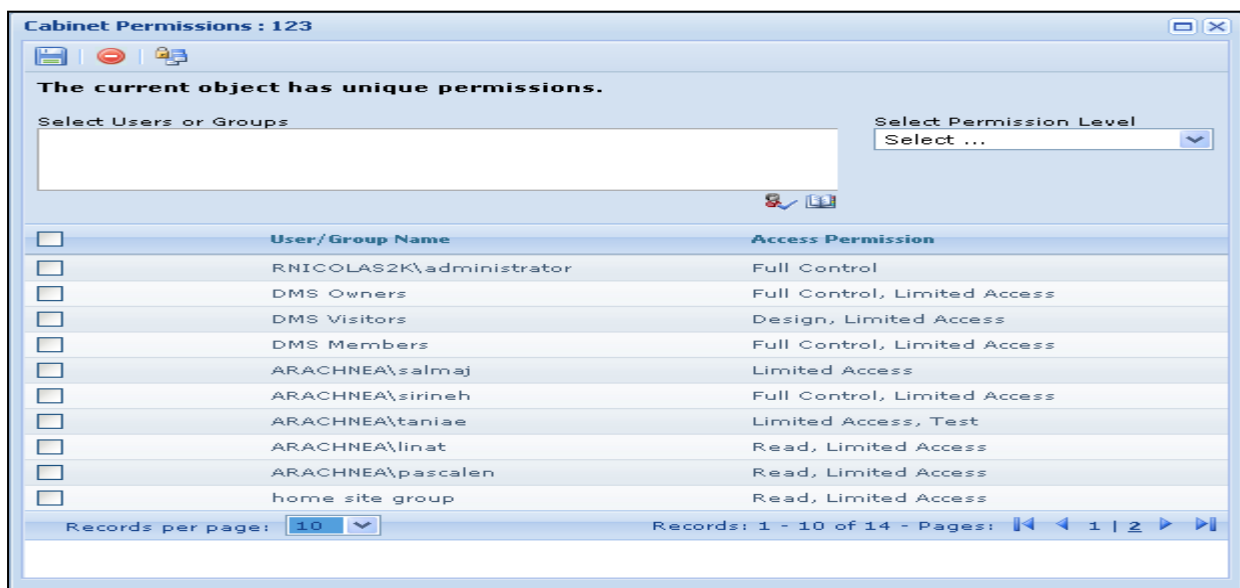 Cabinet Permissions : 123
The current object has unique permissions.
Select Users or Groups
Select Permission Level
Select ...
User/Group Name Access Permission
RNICOLAS2K\administrator Full Control
DMS Owners Full Control, Limited Access
DMS Visitors Design, Limited Access
DMS Members Full Control, Limited Access
ARACHNEA\salmaj Limited Access
ARACHNEA\sirineh Full Control, Limited Access
ARACHNEA\taniae Limited Access, Test
ARACHNEA\linat Read, Limited Access
ARACHNEA\pascalen Read, Limited Access
home site group Read, Limited Access
Records per page: 10 Records: 1 - 10 of 14 - Pages: 1 | 2